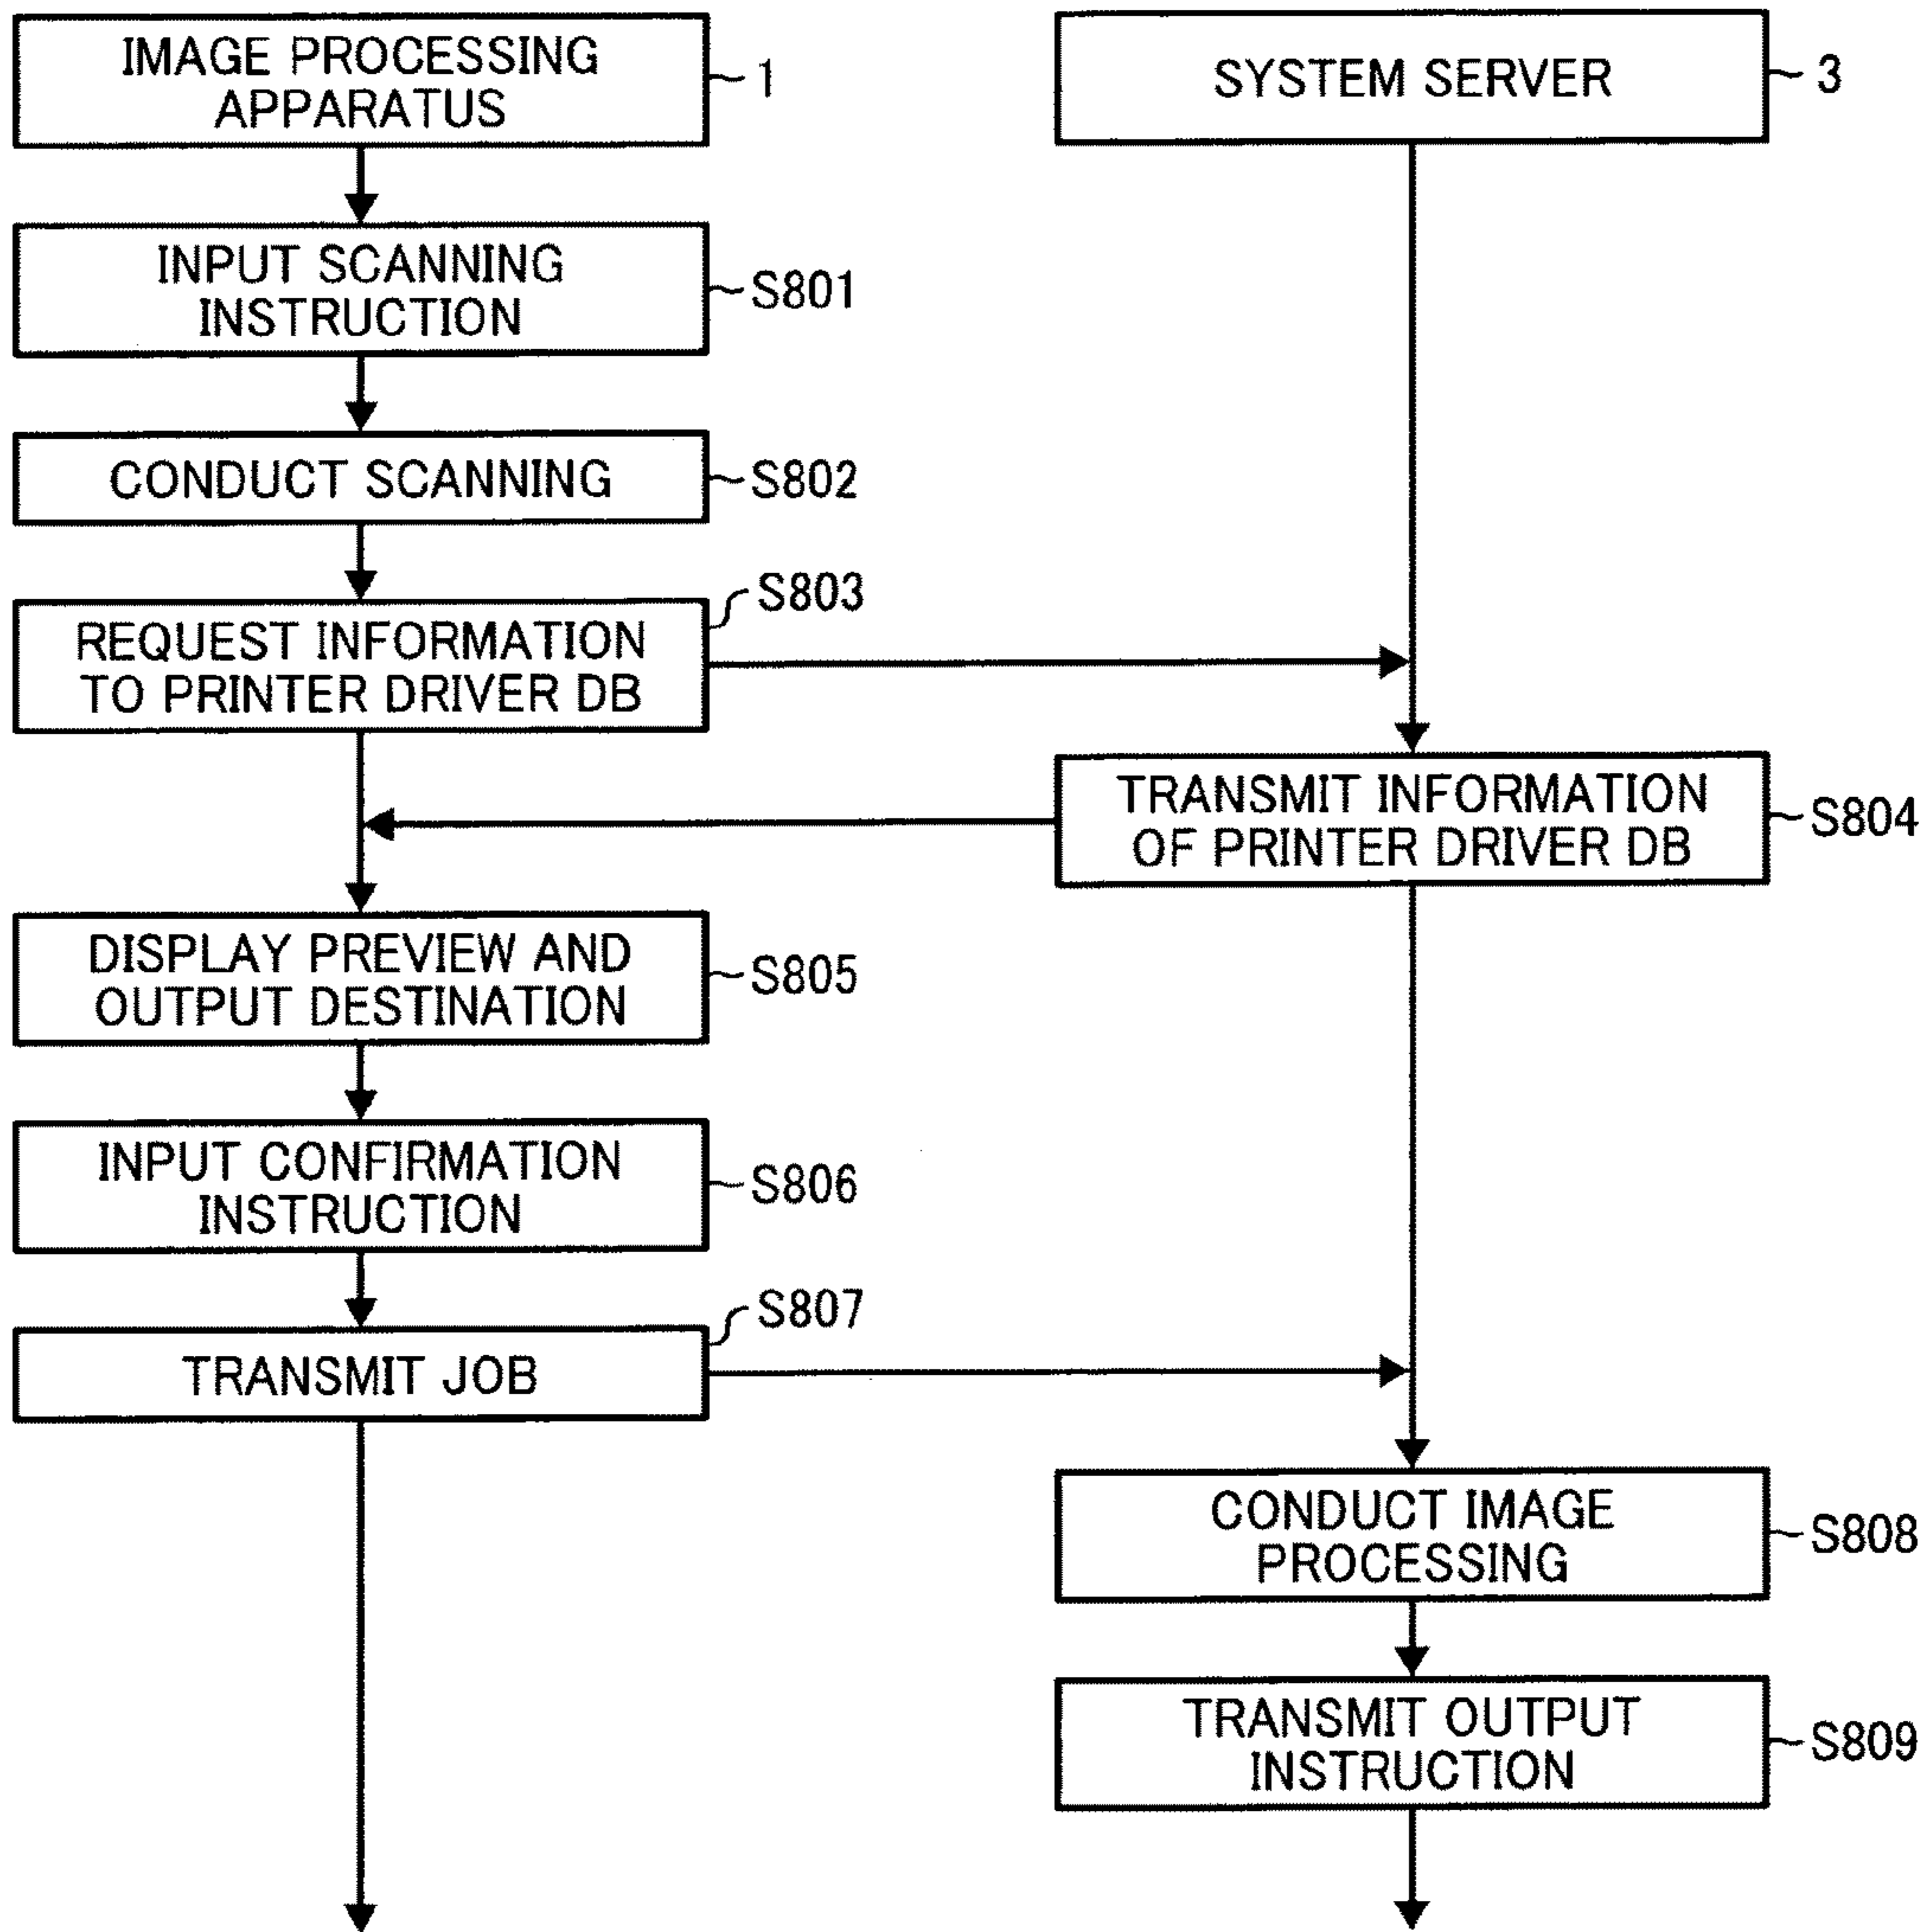 IMAGE PROCESSING
APPARATUS
1
SYSTEM SERVER
3
INPUT SCANNING
INSTRUCTION
S801
CONDUCT SCANNING
S802
REQUEST INFORMATION
TO PRINTER DRIVER DB
S803
TRANSMIT INFORMATION
OF PRINTER DRIVER DB
S804
DISPLAY PREVIEW AND
OUTPUT DESTINATION
S805
INPUT CONFIRMATION
INSTRUCTION
S806
TRANSMIT JOB
S807
CONDUCT IMAGE
PROCESSING
S808
TRANSMIT OUTPUT
INSTRUCTION
S809